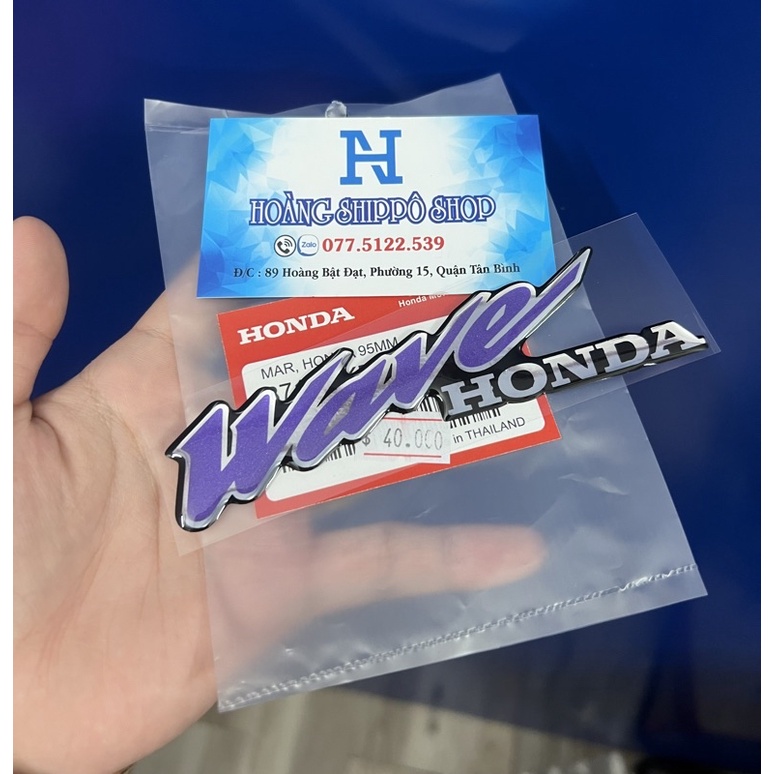 HOÀNG SHIPPÔ SHOP
Zalo 077.5122.539
Đ/C : 89 Hoàng Bật Đạt, Phường 15, Quận Tân Bình
HONDA
Honda
MAR, 95MM
Wave
HONDA
$ 40.000
in THAILAND